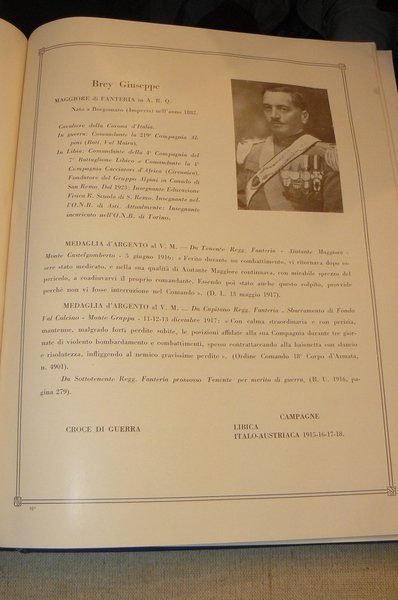 Brey Giuseppe
MAGGIORE di FANTERIA in A. R. Q.
Nato a Borgomaro (Imperia) nell'anno 1882.
Cavaliere della Corona d'Italia.
In guerra: Comandante la 219ª Compagnia Al-
pini (Batt. Val Maira).
In Libia: Comandante della 4ª Compagnia del
7° Battaglione Libico e Comandante la 4ª
Compagnia Cacciatori d'Africa (Cirenaica).
Fondatore del Gruppo Alpini in Congedo di
San Remo. Dal 1923: Insegnante Educazione
Fisica R. Scuola di S. Remo. Insegnante nel-
l'O.N.B. di Asti. Attualmente: Insegnante
incaricato nell'O.N.B. di Torino.
MEDAGLIA d'ARGENTO al V. M. — Da Tenente Regg. Fanteria - Aiutante Maggiore -
Monte Castelgomberto - 5 giugno 1916: « Ferito durante un combattimento, vi ritornava dopo es-
sere stato medicato, e nella sua qualità di Aiutante Maggiore continuava, con mirabile sprezzo del
pericolo, a coadiuvarci il proprio comandante. Essendo poi stato anche questo colpito, provvide
perchè non vi fosse interruzione nel Comando ». (D. L. 13 maggio 1917).
MEDAGLIA d'ARGENTO al V. M. — Da Capitano Regg. Fanteria - Sbarramento di Fondo
Val Calcino - Monte Grappa - 11-12-13 dicembre 1917: « Con calma straordinaria e con perizia,
mantenne, malgrado forti perdite subite, le posizioni affidate alla sua Compagnia durante tre gior-
nate di violento bombardamento e combattimenti, spesso contrattaccando alla baionetta con slancio
e risolutezza, infliggendo al nemico gravissime perdite ». (Ordine Comando 18° Corpo d'Armata,
n. 4901).
Da Sottotenente Regg. Fanteria promosso Tenente per merito di guerra, (B. U. 1916, pa-
gina 279).
CAMPAGNE
CROCE DI GUERRA
LIBICA
ITALO-AUSTRIACA 1915-16-17-18.